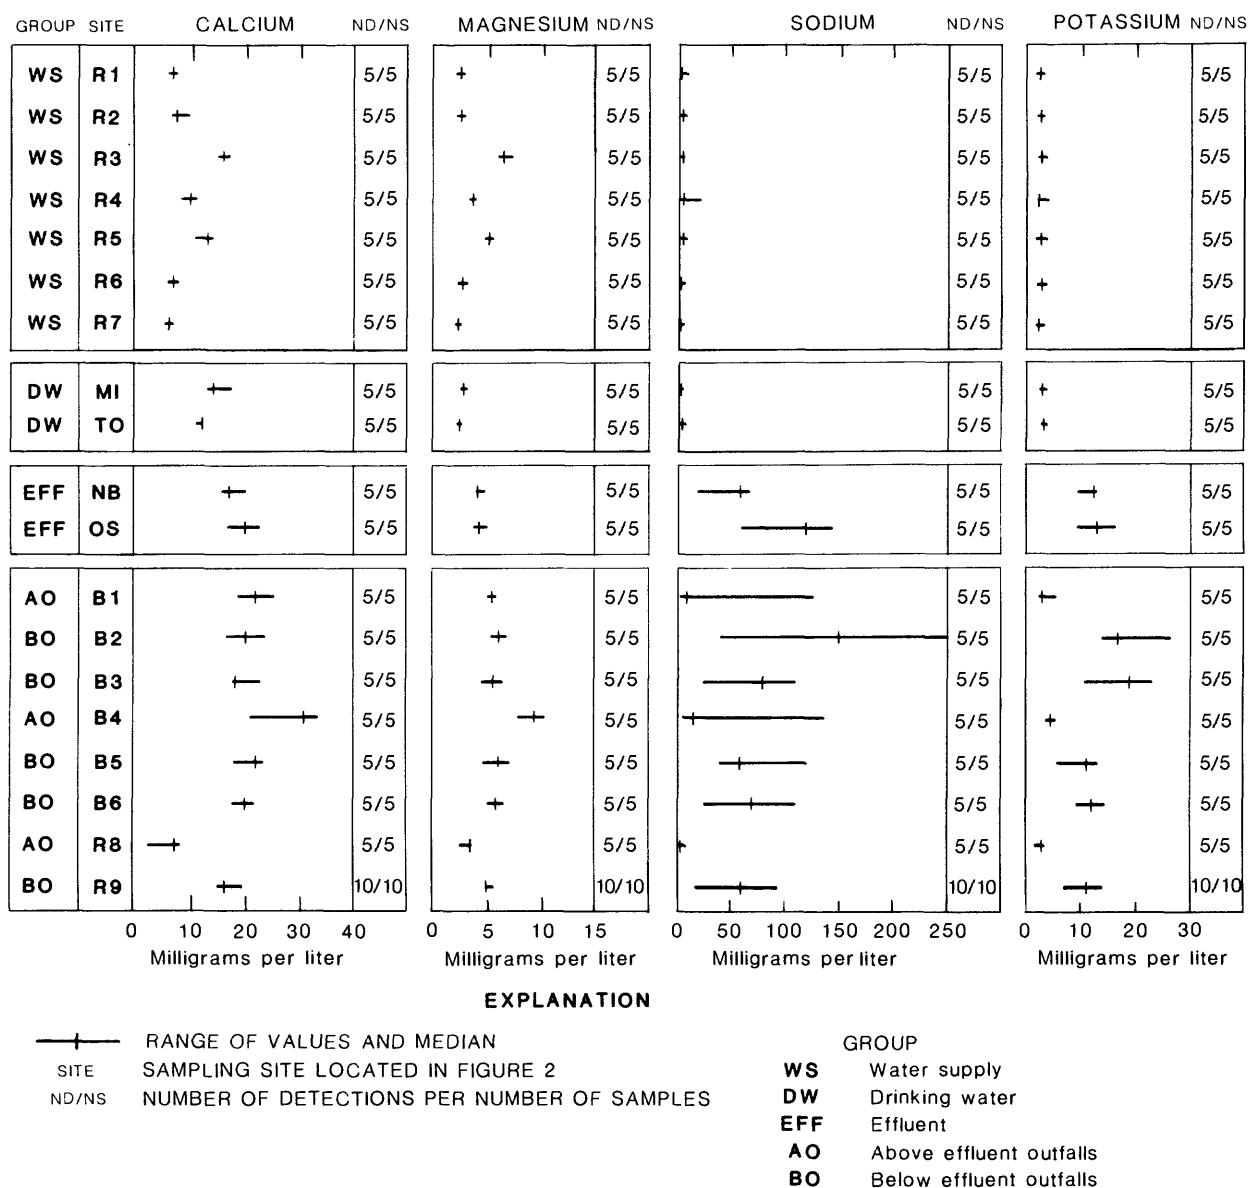 GROUP SITE CALCIUM ND/NS MAGNESIUM ND/NS SODIUM ND/NS POTASSIUM ND/NS
WS R1 5/5 5/5 5/5 5/5
WS R2 5/5 5/5 5/5 5/5
WS R3 5/5 5/5 5/5 5/5
WS R4 5/5 5/5 5/5 5/5
WS R5 5/5 5/5 5/5 5/5
WS R6 5/5 5/5 5/5 5/5
WS R7 5/5 5/5 5/5 5/5
DW MI 5/5 5/5 5/5 5/5
DW TO 5/5 5/5 5/5 5/5
EFF NB 5/5 5/5 5/5 5/5
EFF OS 5/5 5/5 5/5 5/5
AO B1 5/5 5/5 5/5 5/5
BO B2 5/5 5/5 5/5 5/5
BO B3 5/5 5/5 5/5 5/5
AO B4 5/5 5/5 5/5 5/5
BO B5 5/5 5/5 5/5 5/5
BO B6 5/5 5/5 5/5 5/5
AO R8 5/5 5/5 5/5 5/5
BO R9 10/10 10/10 10/10 10/10
0 10 20 30 40 0 5 10 15 0 50 100 150 200 250 0 10 20 30
Milligrams per liter Milligrams per liter Milligrams per liter Milligrams per liter
EXPLANATION
RANGE OF VALUES AND MEDIAN
SITE SAMPLING SITE LOCATED IN FIGURE 2
ND/NS NUMBER OF DETECTIONS PER NUMBER OF SAMPLES
GROUP
WS Water supply
DW Drinking water
EFF Effluent
AO Above effluent outfalls
BO Below effluent outfalls